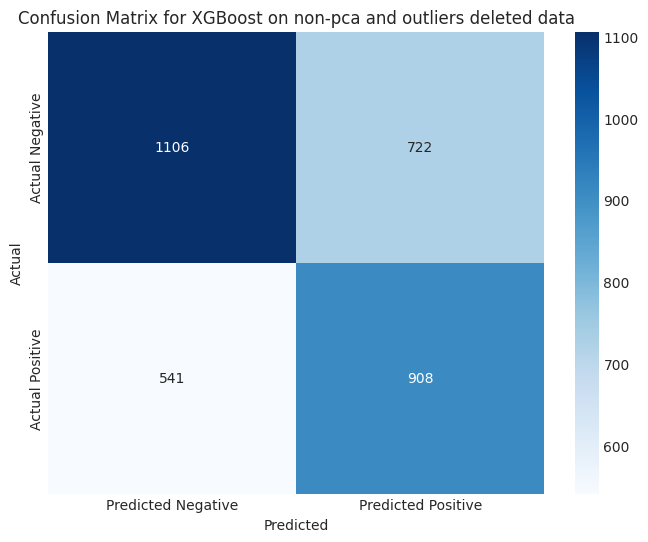 Confusion Matrix for XGBoost on non-pca and outliers deleted data
Actual
Actual Negative
Actual Positive
1106
722
541
908
Predicted Negative
Predicted Positive
Predicted
1100
1000
900
800
700
600